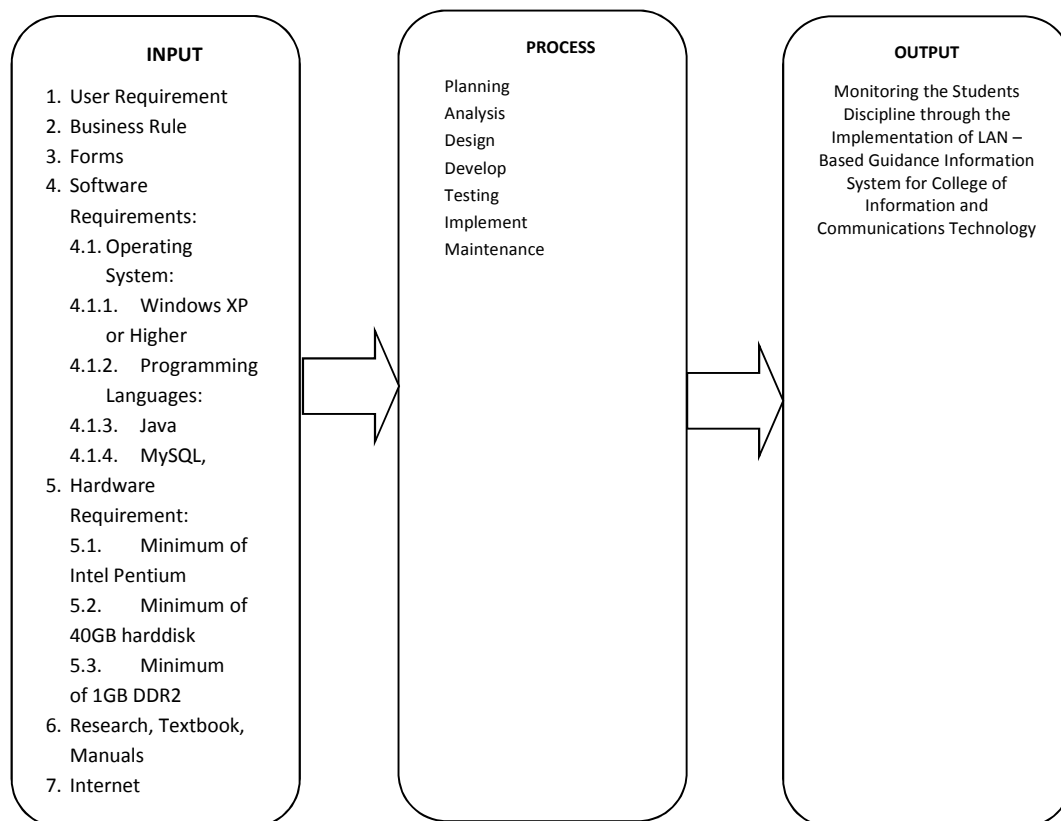 INPUT
1. User Requirement
2. Business Rule
3. Forms
4. Software
Requirements:
4.1. Operating
System:
4.1.1. Windows XP
or Higher
4.1.2. Programming
Languages:
4.1.3. Java
4.1.4. MySQL,
5. Hardware
Requirement:
5.1. Minimum of
Intel Pentium
5.2. Minimum of
40GB harddisk
5.3. Minimum
of 1GB DDR2
6. Research, Textbook,
Manuals
7. Internet
PROCESS
Planning
Analysis
Design
Develop
Testing
Implement
Maintenance
OUTPUT
Monitoring the Students
Discipline through the
Implementation of LAN –
Based Guidance Information
System for College of
Information and
Communications Technology